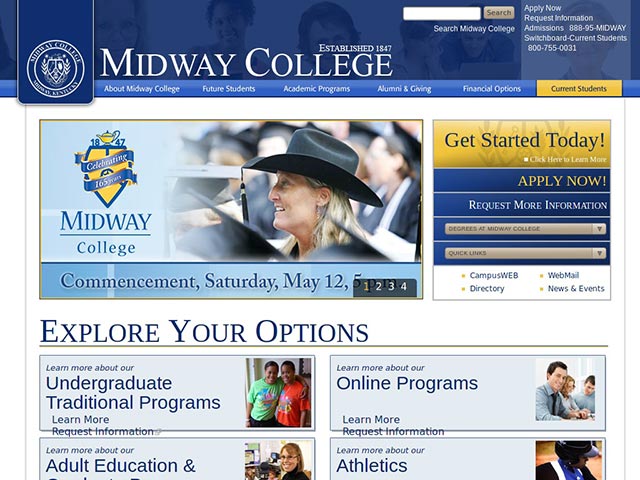 Search
Apply Now
Request Information
Admissions 888-95-MIDWAY
Switchboard-Current Students
800-755-0031
Search Midway College
MIDWAY COLLEGE
MIDWAY, KENTUCKY
ESTABLISHED 1847
MIDWAY COLLEGE
About Midway College
Future Students
Academic Programs
Alumni & Giving
Financial Options
Current Students
18 47
Celebrating
165 years
MIDWAY
College
Commencement, Saturday, May 12, 5
1 2 3 4
Get Started Today!
Click Here to Learn More
APPLY NOW!
REQUEST MORE INFORMATION
DEGREES AT MIDWAY COLLEGE
QUICK LINKS
CampusWEB
WebMail
Directory
News & Events
EXPLORE YOUR OPTIONS
Learn more about our
Undergraduate
Traditional Programs
Learn More
Request Information
Learn more about our
Online Programs
Learn More
Request Information
Learn more about our
Adult Education &
Learn more about our
Athletics